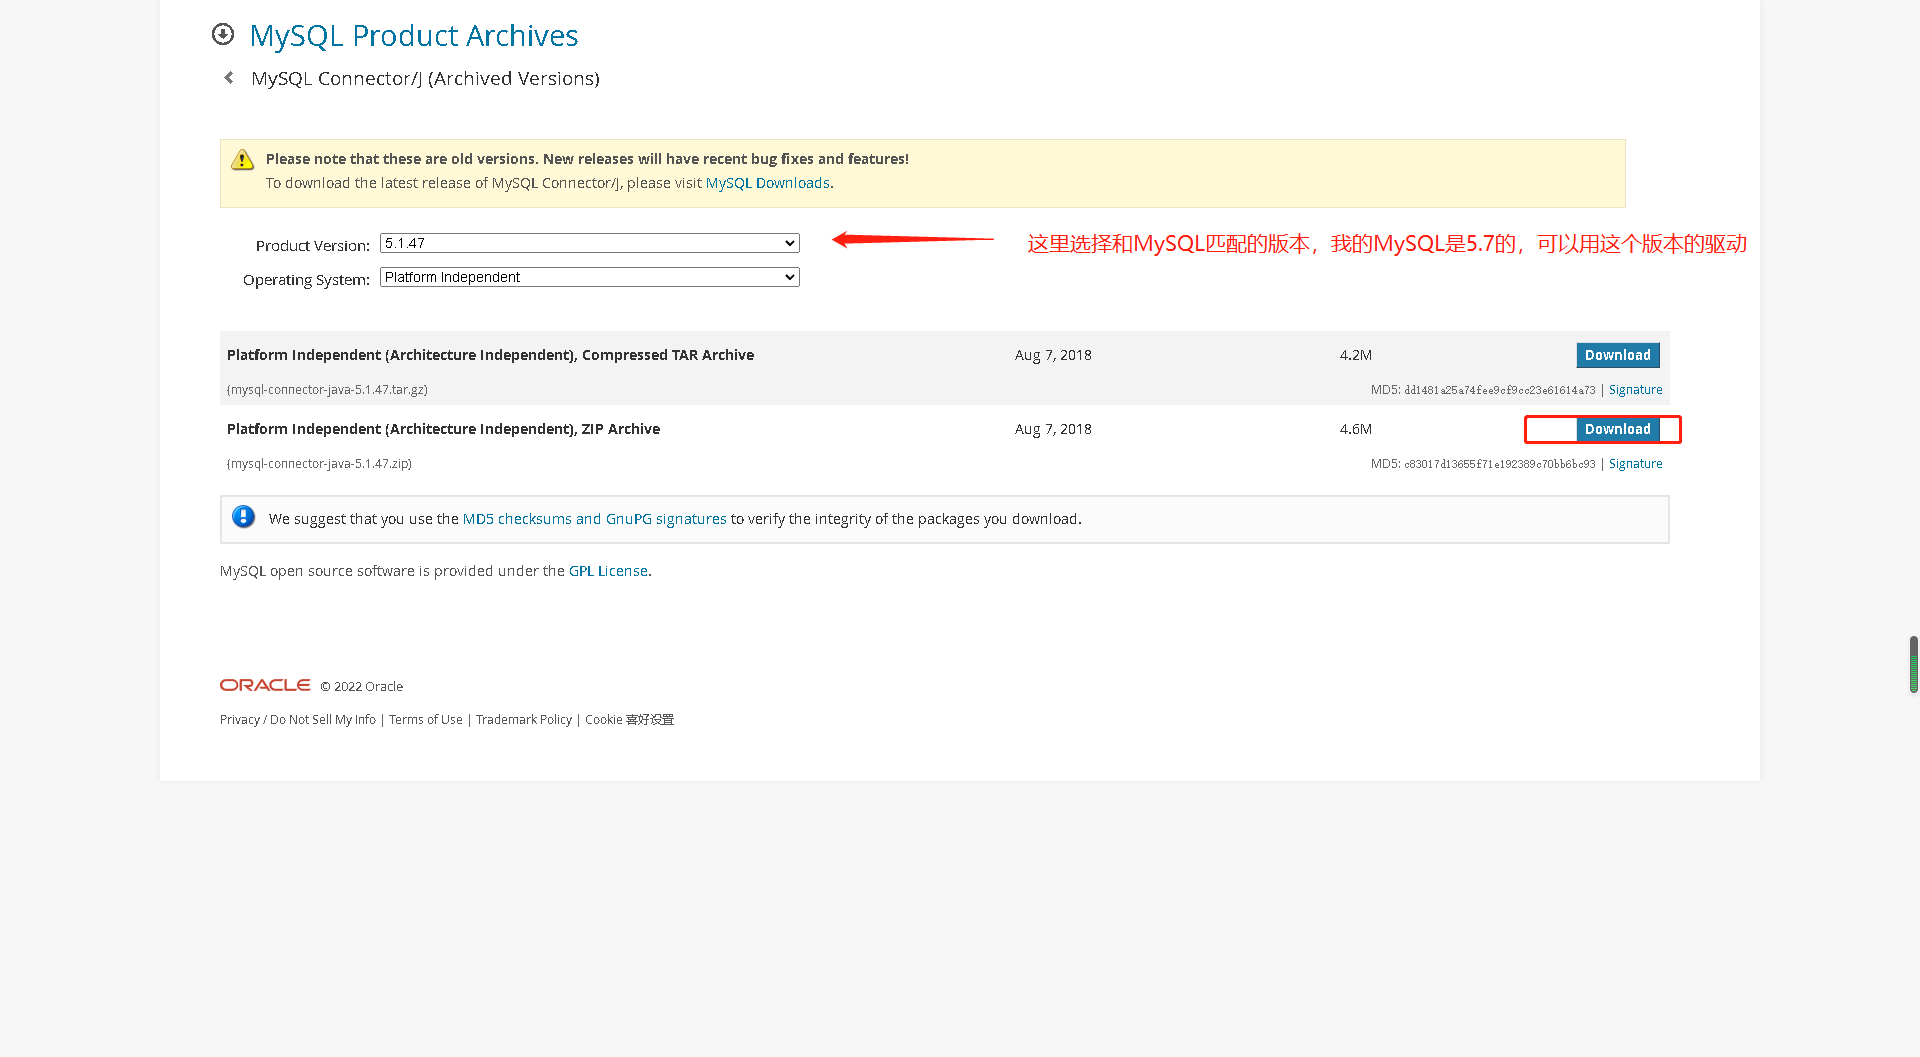 MySQL Product Archives
MySQL Connector/J (Archived Versions)
Please note that these are old versions. New releases will have recent bug fixes and features!
To download the latest release of MySQL Connector/J, please visit MySQL Downloads.
Product Version: 5.1.47
这里选择和MySQL匹配的版本，我的MySQL是5.7的，可以用这个版本的驱动
Operating System: Platform Independent
Platform Independent (Architecture Independent), Compressed TAR Archive Aug 7, 2018 4.2M Download
(mysql-connector-java-5.1.47.tar.gz) MD5: dd1481a25a74fee9cf9cc23e61614a73 | Signature
Platform Independent (Architecture Independent), ZIP Archive Aug 7, 2018 4.6M Download
(mysql-connector-java-5.1.47.zip) MD5: c83017d13655f71e192389c70bb6bc93 | Signature
We suggest that you use the MD5 checksums and GnuPG signatures to verify the integrity of the packages you download.
MySQL open source software is provided under the GPL License.
ORACLE © 2022 Oracle
Privacy / Do Not Sell My Info | Terms of Use | Trademark Policy | Cookie 喜好设置